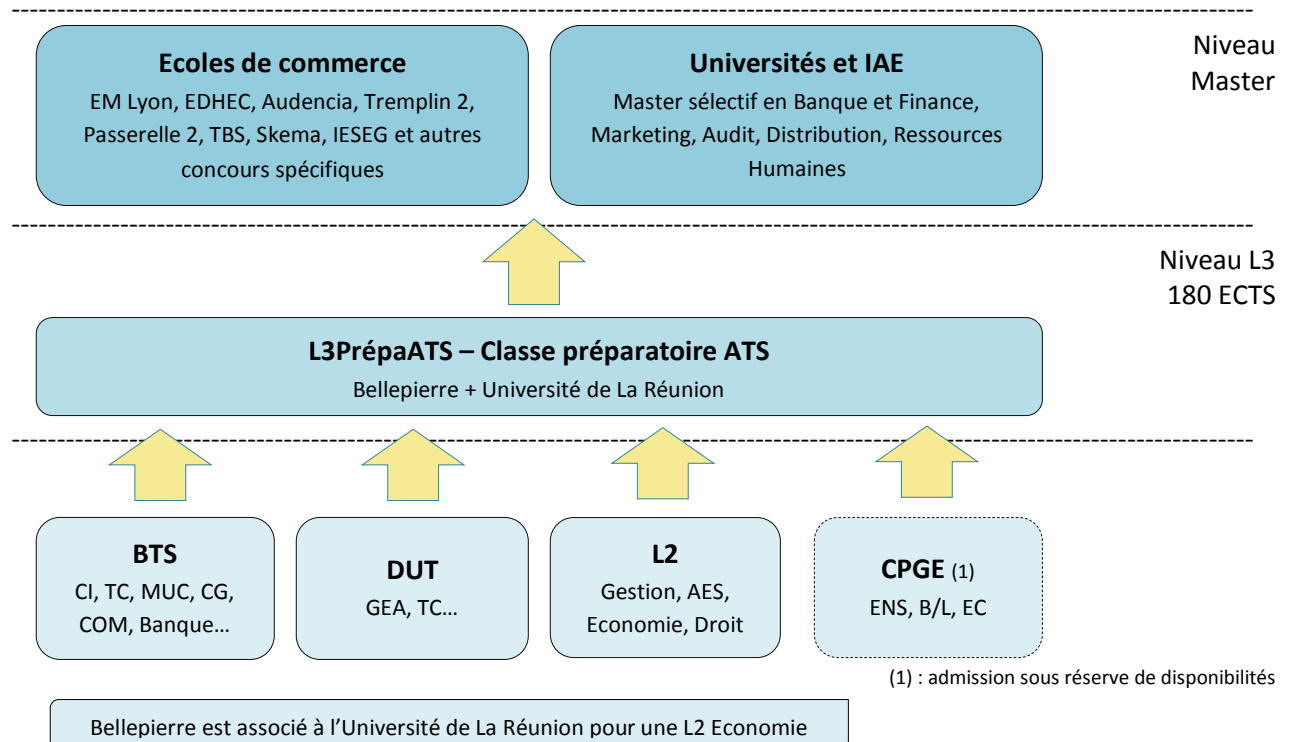 Ecoles de commerce
EM Lyon, EDHEC, Audencia, Tremplin 2,
Passerelle 2, TBS, Skema, IESEG et autres
concours spécifiques
Universités et IAE
Master sélectif en Banque et Finance,
Marketing, Audit, Distribution, Ressources
Humaines
Niveau
Master
Niveau L3
180 ECTS
L3PrépaATS – Classe préparatoire ATS
Bellepierre + Université de La Réunion
BTS
CI, TC, MUC, CG,
COM, Banque…
DUT
GEA, TC…
L2
Gestion, AES,
Economie, Droit
CPGE (1)
ENS, B/L, EC
(1) : admission sous réserve de disponibilités
Bellepierre est associé à l'Université de La Réunion pour une L2 Economie